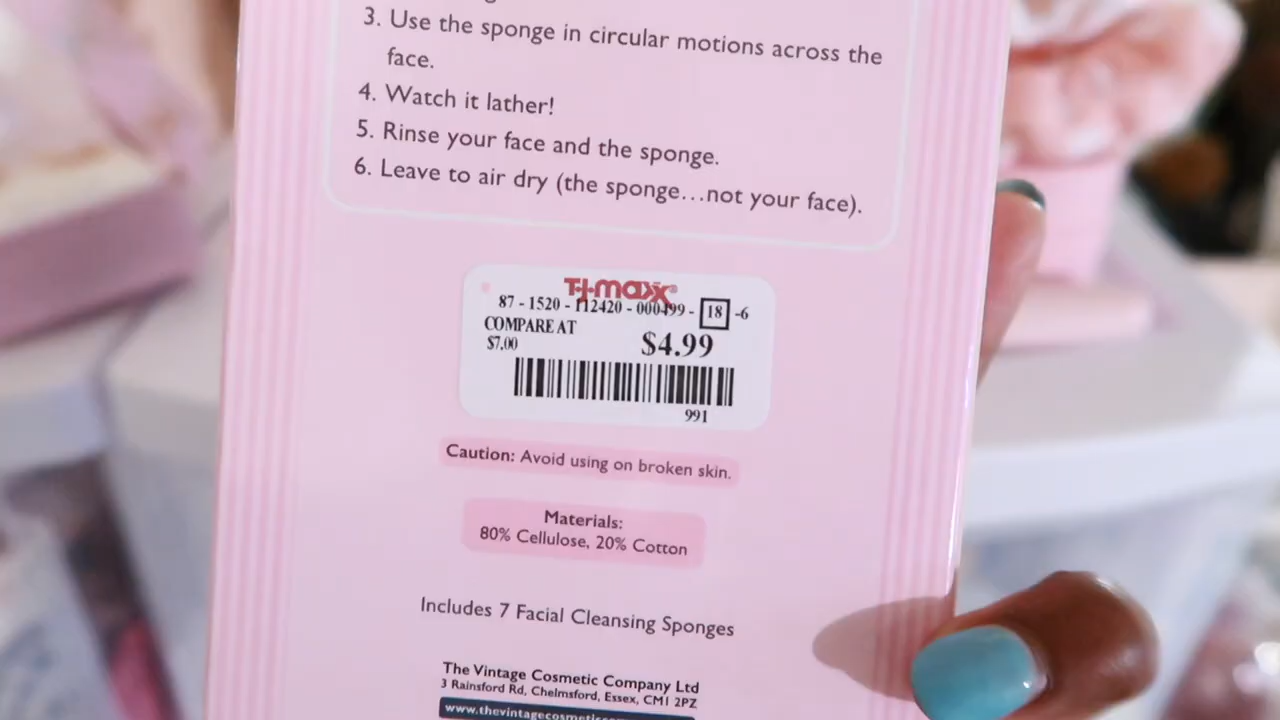 3. Use the sponge in circular motions across the
face.
4. Watch it lather!
5. Rinse your face and the sponge.
6. Leave to air dry (the sponge...not your face).
T·J·maxx®
87 - 1520 - 112420 - 000499 - 18 -6
COMPARE AT
$7.00 $4.99
991
Caution: Avoid using on broken skin.
Materials:
80% Cellulose, 20% Cotton
Includes 7 Facial Cleansing Sponges
The Vintage Cosmetic Company Ltd
3 Rainsford Rd, Chelmsford, Essex, CM1 2PZ